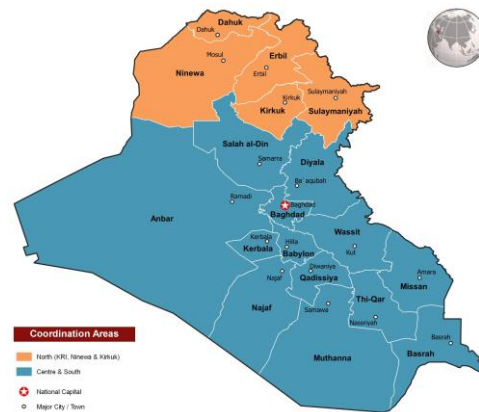 Dahuk
Dahuk
Mosul
Erbil
Ninewa
Erbil
Sulaymaniyah
Kirkuk
Kirkuk
Sulaymaniyah
Salah al-Din
Diyala
Samarra
Ba`aqubah
Ramadi
Baghdad
Anbar
Baghdad
Wassit
Kerbala
Hilla
Kerbala
Babylon
Kut
Najaf
Diwaniya
Qadissiya
Amara
Missan
Thi-Qar
Najaf
Samawa
Nassriyah
Basrah
Basrah
Muthanna
Coordination Areas
North (KRI, Ninewa & Kirkuk)
Centre & South
National Capital
Major City / Town